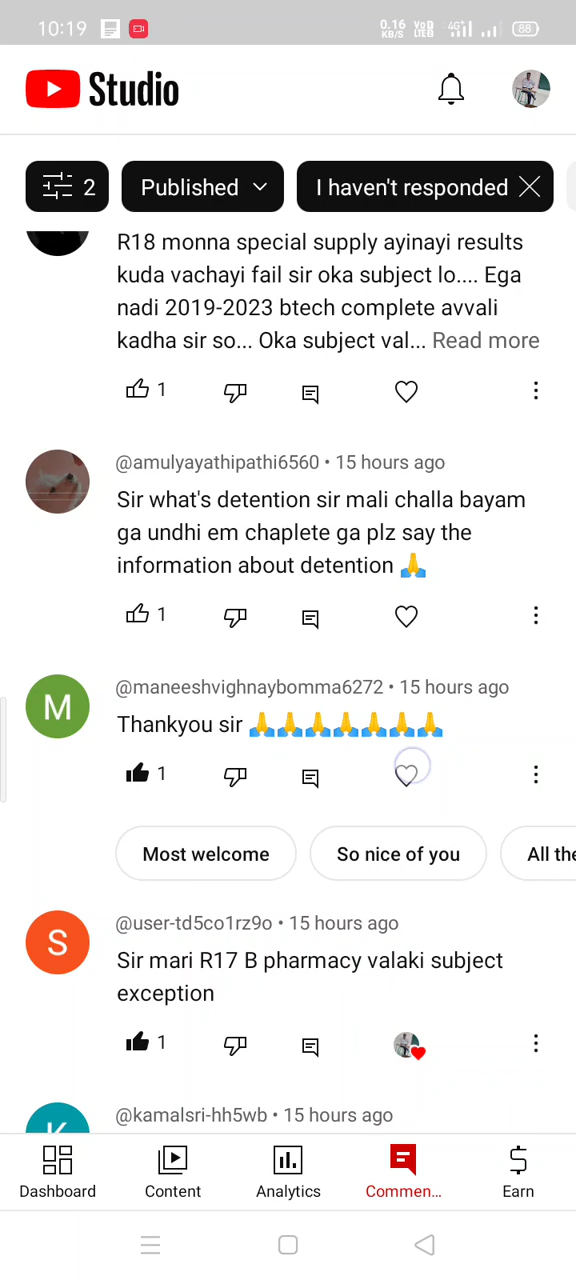 10:19 0.16 KB/S VoD LTE2 4G+ 88
Studio
2 Published I haven't responded
R18 monna special supply ayinayi results
kuda vachayi fail sir oka subject lo.... Ega
nadi 2019-2023 btech complete avvali
kadha sir so... Oka subject val... Read more
1
@amulyayathipathi6560 • 15 hours ago
Sir what's detention sir mali challa bayam
ga undhi em chaplete ga plz say the
information about detention 🙏
1
@maneeshvighnaybomma6272 • 15 hours ago
M
Thankyou sir 🙏🙏🙏🙏🙏🙏🙏
1
Most welcome So nice of you All the
@user-td5co1rz9o • 15 hours ago
S
Sir mari R17 B pharmacy valaki subject
exception
1
@kamalsri-hh5wb • 15 hours ago
K
Dashboard Content Analytics Commen... Earn